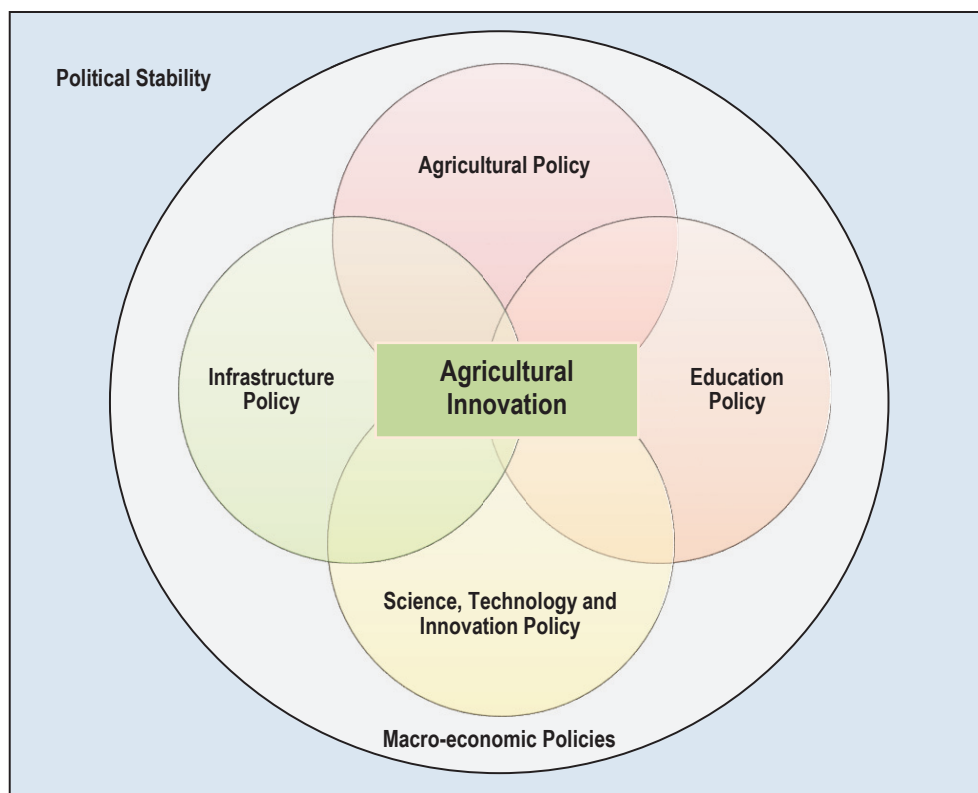 Political Stability
Agricultural Policy
Infrastructure
Policy
Agricultural
Innovation
Education
Policy
Science, Technology and
Innovation Policy
Macro-economic Policies